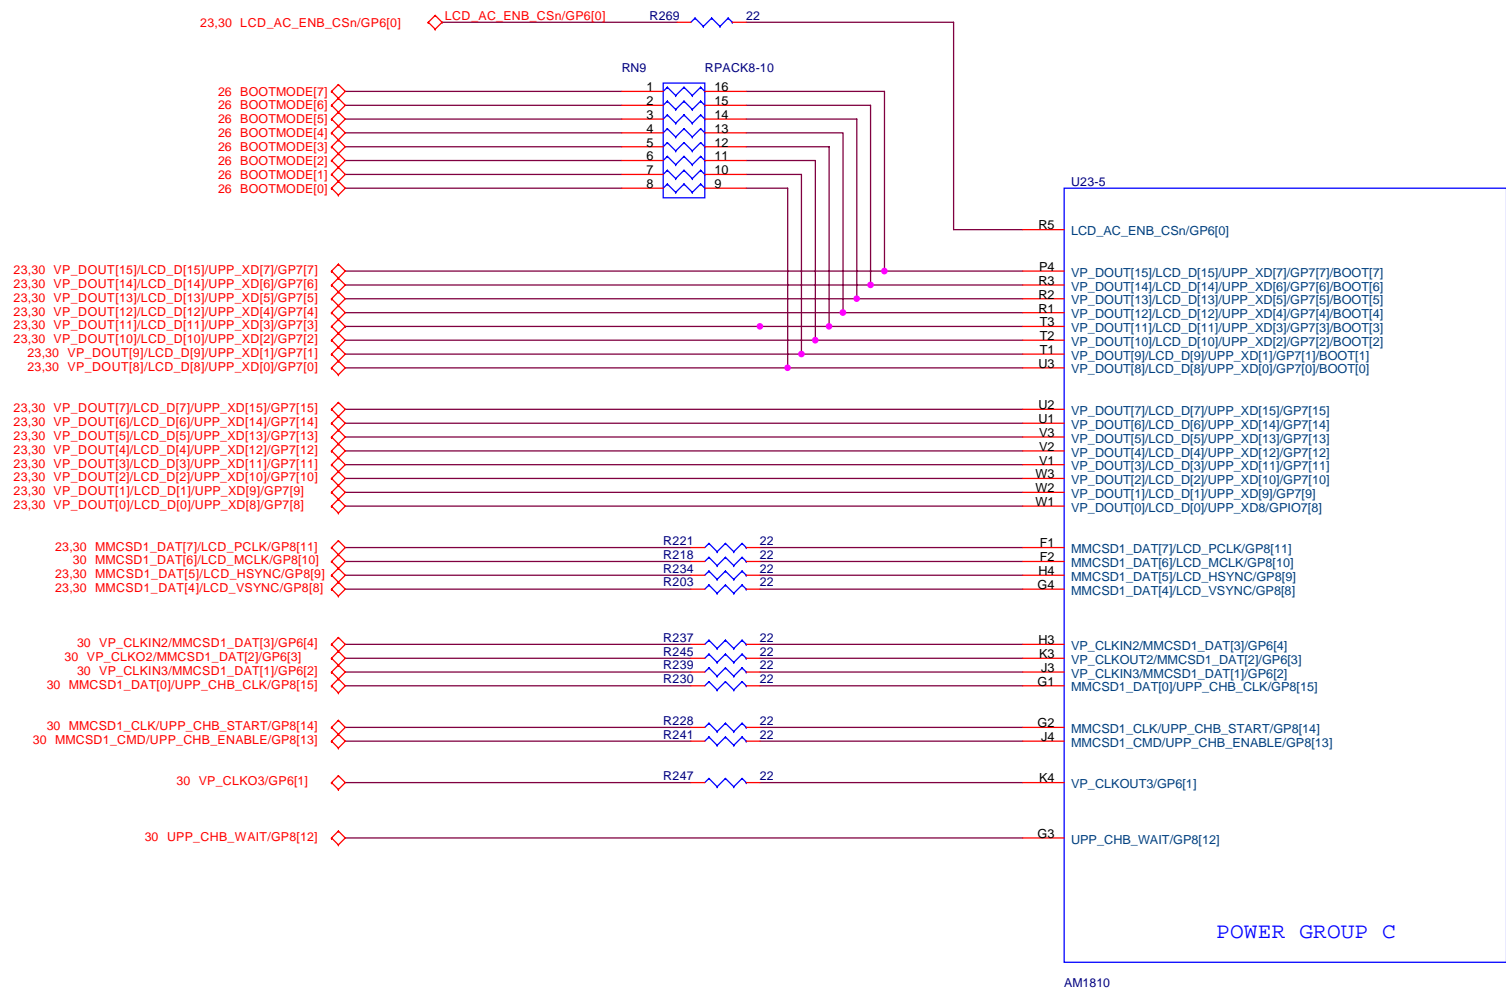 23,30 LCD_AC_ENB_CSn/GP6[0] LCD_AC_ENB_CSn/GP6[0] R269 22
RN9 RPACK8-10
26 BOOTMODE[7] 1 16
26 BOOTMODE[6] 2 15
26 BOOTMODE[5] 3 14
26 BOOTMODE[4] 4 13
26 BOOTMODE[3] 5 12
26 BOOTMODE[2] 6 11
26 BOOTMODE[1] 7 10
26 BOOTMODE[0] 8 9
U23-5
R5 LCD_AC_ENB_CSn/GP6[0]
23,30 VP_DOUT[15]/LCD_D[15]/UPP_XD[7]/GP7[7] P4 VP_DOUT[15]/LCD_D[15]/UPP_XD[7]/GP7[7]/BOOT[7]
23,30 VP_DOUT[14]/LCD_D[14]/UPP_XD[6]/GP7[6] R3 VP_DOUT[14]/LCD_D[14]/UPP_XD[6]/GP7[6]/BOOT[6]
23,30 VP_DOUT[13]/LCD_D[13]/UPP_XD[5]/GP7[5] R2 VP_DOUT[13]/LCD_D[13]/UPP_XD[5]/GP7[5]/BOOT[5]
23,30 VP_DOUT[12]/LCD_D[12]/UPP_XD[4]/GP7[4] R1 VP_DOUT[12]/LCD_D[12]/UPP_XD[4]/GP7[4]/BOOT[4]
23,30 VP_DOUT[11]/LCD_D[11]/UPP_XD[3]/GP7[3] T3 VP_DOUT[11]/LCD_D[11]/UPP_XD[3]/GP7[3]/BOOT[3]
23,30 VP_DOUT[10]/LCD_D[10]/UPP_XD[2]/GP7[2] T2 VP_DOUT[10]/LCD_D[10]/UPP_XD[2]/GP7[2]/BOOT[2]
23,30 VP_DOUT[9]/LCD_D[9]/UPP_XD[1]/GP7[1] T1 VP_DOUT[9]/LCD_D[9]/UPP_XD[1]/GP7[1]/BOOT[1]
23,30 VP_DOUT[8]/LCD_D[8]/UPP_XD[0]/GP7[0] U3 VP_DOUT[8]/LCD_D[8]/UPP_XD[0]/GP7[0]/BOOT[0]
23,30 VP_DOUT[7]/LCD_D[7]/UPP_XD[15]/GP7[15] U2 VP_DOUT[7]/LCD_D[7]/UPP_XD[15]/GP7[15]
23,30 VP_DOUT[6]/LCD_D[6]/UPP_XD[14]/GP7[14] U1 VP_DOUT[6]/LCD_D[6]/UPP_XD[14]/GP7[14]
23,30 VP_DOUT[5]/LCD_D[5]/UPP_XD[13]/GP7[13] V3 VP_DOUT[5]/LCD_D[5]/UPP_XD[13]/GP7[13]
23,30 VP_DOUT[4]/LCD_D[4]/UPP_XD[12]/GP7[12] V2 VP_DOUT[4]/LCD_D[4]/UPP_XD[12]/GP7[12]
23,30 VP_DOUT[3]/LCD_D[3]/UPP_XD[11]/GP7[11] V1 VP_DOUT[3]/LCD_D[3]/UPP_XD[11]/GP7[11]
23,30 VP_DOUT[2]/LCD_D[2]/UPP_XD[10]/GP7[10] W3 VP_DOUT[2]/LCD_D[2]/UPP_XD[10]/GP7[10]
23,30 VP_DOUT[1]/LCD_D[1]/UPP_XD[9]/GP7[9] W2 VP_DOUT[1]/LCD_D[1]/UPP_XD[9]/GP7[9]
23,30 VP_DOUT[0]/LCD_D[0]/UPP_XD[8]/GP7[8] W1 VP_DOUT[0]/LCD_D[0]/UPP_XD8/GPIO7[8]
23,30 MMCSD1_DAT[7]/LCD_PCLK/GP8[11] R221 22 F1 MMCSD1_DAT[7]/LCD_PCLK/GP8[11]
30 MMCSD1_DAT[6]/LCD_MCLK/GP8[10] R218 22 F2 MMCSD1_DAT[6]/LCD_MCLK/GP8[10]
23,30 MMCSD1_DAT[5]/LCD_HSYNC/GP8[9] R234 22 H4 MMCSD1_DAT[5]/LCD_HSYNC/GP8[9]
23,30 MMCSD1_DAT[4]/LCD_VSYNC/GP8[8] R203 22 G4 MMCSD1_DAT[4]/LCD_VSYNC/GP8[8]
30 VP_CLKIN2/MMCSD1_DAT[3]/GP6[4] R237 22 H3 VP_CLKIN2/MMCSD1_DAT[3]/GP6[4]
30 VP_CLKO2/MMCSD1_DAT[2]/GP6[3] R245 22 K3 VP_CLKOUT2/MMCSD1_DAT[2]/GP6[3]
30 VP_CLKIN3/MMCSD1_DAT[1]/GP6[2] R239 22 J3 VP_CLKIN3/MMCSD1_DAT[1]/GP6[2]
30 MMCSD1_DAT[0]/UPP_CHB_CLK/GP8[15] R230 22 G1 MMCSD1_DAT[0]/UPP_CHB_CLK/GP8[15]
30 MMCSD1_CLK/UPP_CHB_START/GP8[14] R228 22 G2 MMCSD1_CLK/UPP_CHB_START/GP8[14]
30 MMCSD1_CMD/UPP_CHB_ENABLE/GP8[13] R241 22 J4 MMCSD1_CMD/UPP_CHB_ENABLE/GP8[13]
30 VP_CLKO3/GP6[1] R247 22 K4 VP_CLKOUT3/GP6[1]
30 UPP_CHB_WAIT/GP8[12] G3 UPP_CHB_WAIT/GP8[12]
POWER GROUP C
AM1810